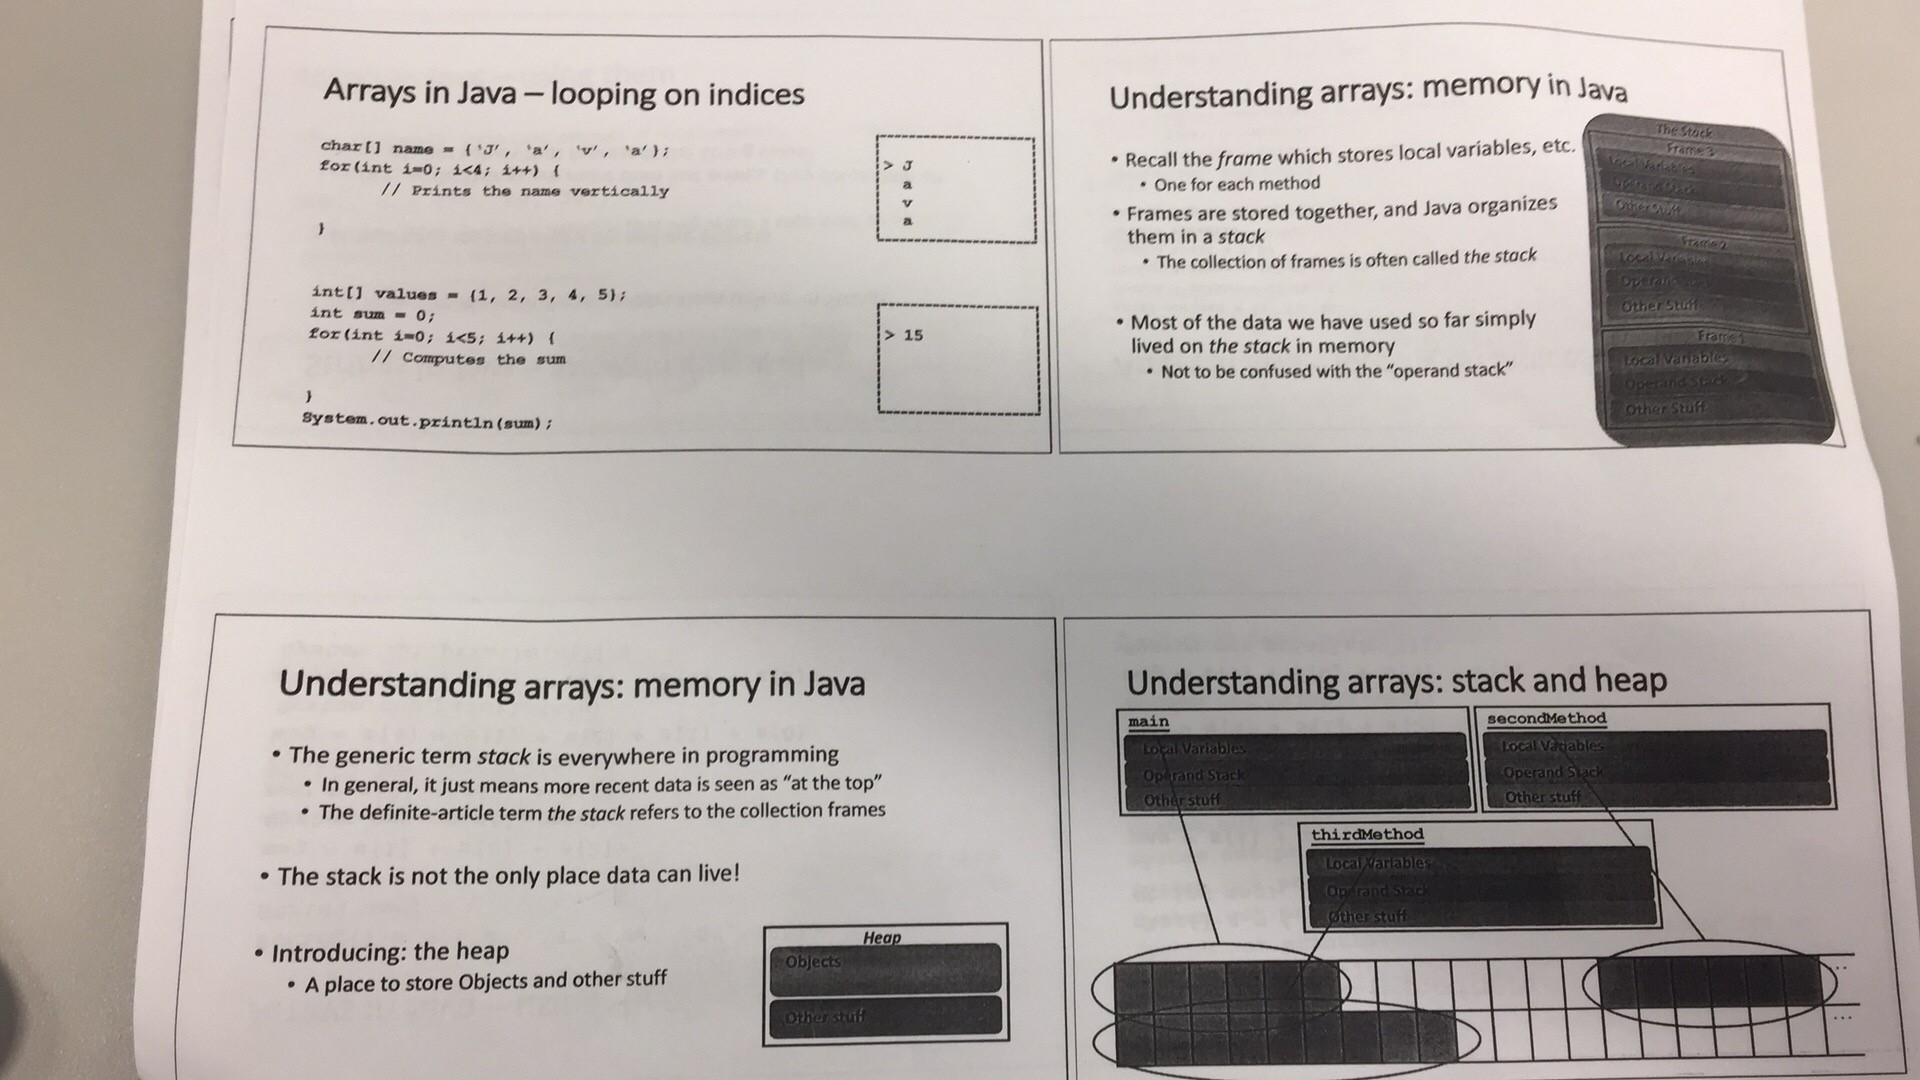 Arrays in Java – looping on indices
char[] name = {'J', 'a', 'v', 'a'};
for(int i=0; i<4; i++) {
// Prints the name vertically
}
> J
a
v
a
int[] values = {1, 2, 3, 4, 5};
int sum = 0;
for(int i=0; i<5; i++) {
// Computes the sum
}
System.out.println(sum);
> 15
Understanding arrays: memory in Java
• Recall the frame which stores local variables, etc.
• One for each method
• Frames are stored together, and Java organizes
them in a stack
• The collection of frames is often called the stack
• Most of the data we have used so far simply
lived on the stack in memory
• Not to be confused with the “operand stack”
The Stack
Frame 3
Local Variables
Operand Stack
Other Stuff
Frame 2
Local Variables
Operand Stack
Other Stuff
Frame 1
Local Variables
Operand Stack
Other Stuff
Understanding arrays: memory in Java
• The generic term stack is everywhere in programming
• In general, it just means more recent data is seen as “at the top”
• The definite-article term the stack refers to the collection frames
• The stack is not the only place data can live!
• Introducing: the heap
• A place to store Objects and other stuff
Heap
Objects
Other stuff
Understanding arrays: stack and heap
main
Local Variables
Operand Stack
Other stuff
secondMethod
Local Variables
Operand Stack
Other stuff
thirdMethod
Local Variables
Operand Stack
Other stuff
...
...